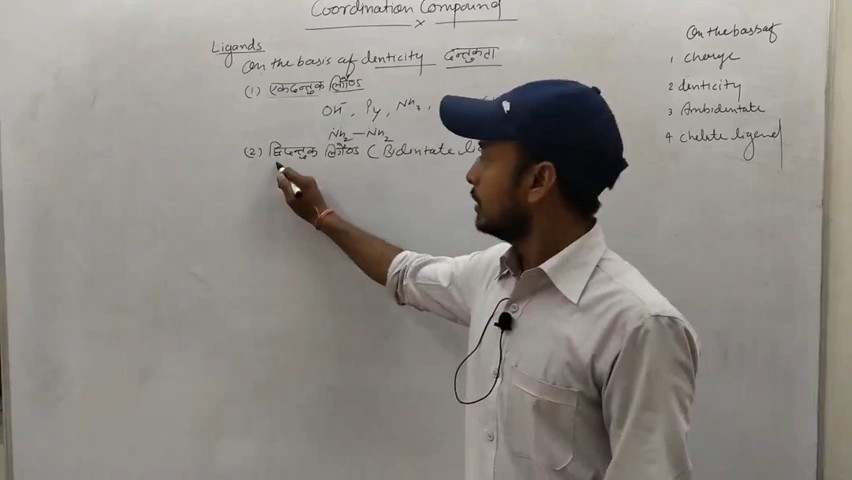 Coordination Compound
Ligands
On the basis of denticity दन्तुकता
(1) एकदन्तुक लिगेण्ड
OH⁻, Py, NH₃,
NH₂—NH₂
(2) द्विदन्तुक लिगेण्ड (Bidentate
On the basis of
1 charge
2 denticity
3 Ambidentate
4 chelate ligend